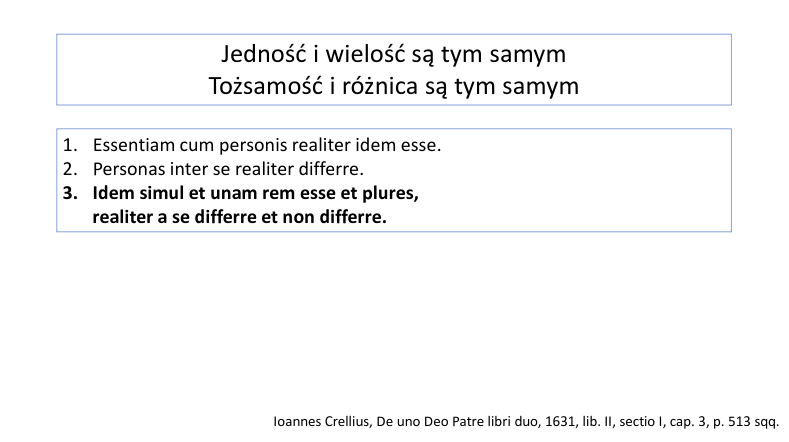 Jedność i wielość są tym samym
Tożsamość i różnica są tym samym
1. Essentiam cum personis realiter idem esse.
2. Personas inter se realiter differre.
3. Idem simul et unam rem esse et plures,
realiter a se differre et non differre.
Ioannes Crellius, De uno Deo Patre libri duo, 1631, lib. II, sectio I, cap. 3, p. 513 sqq.